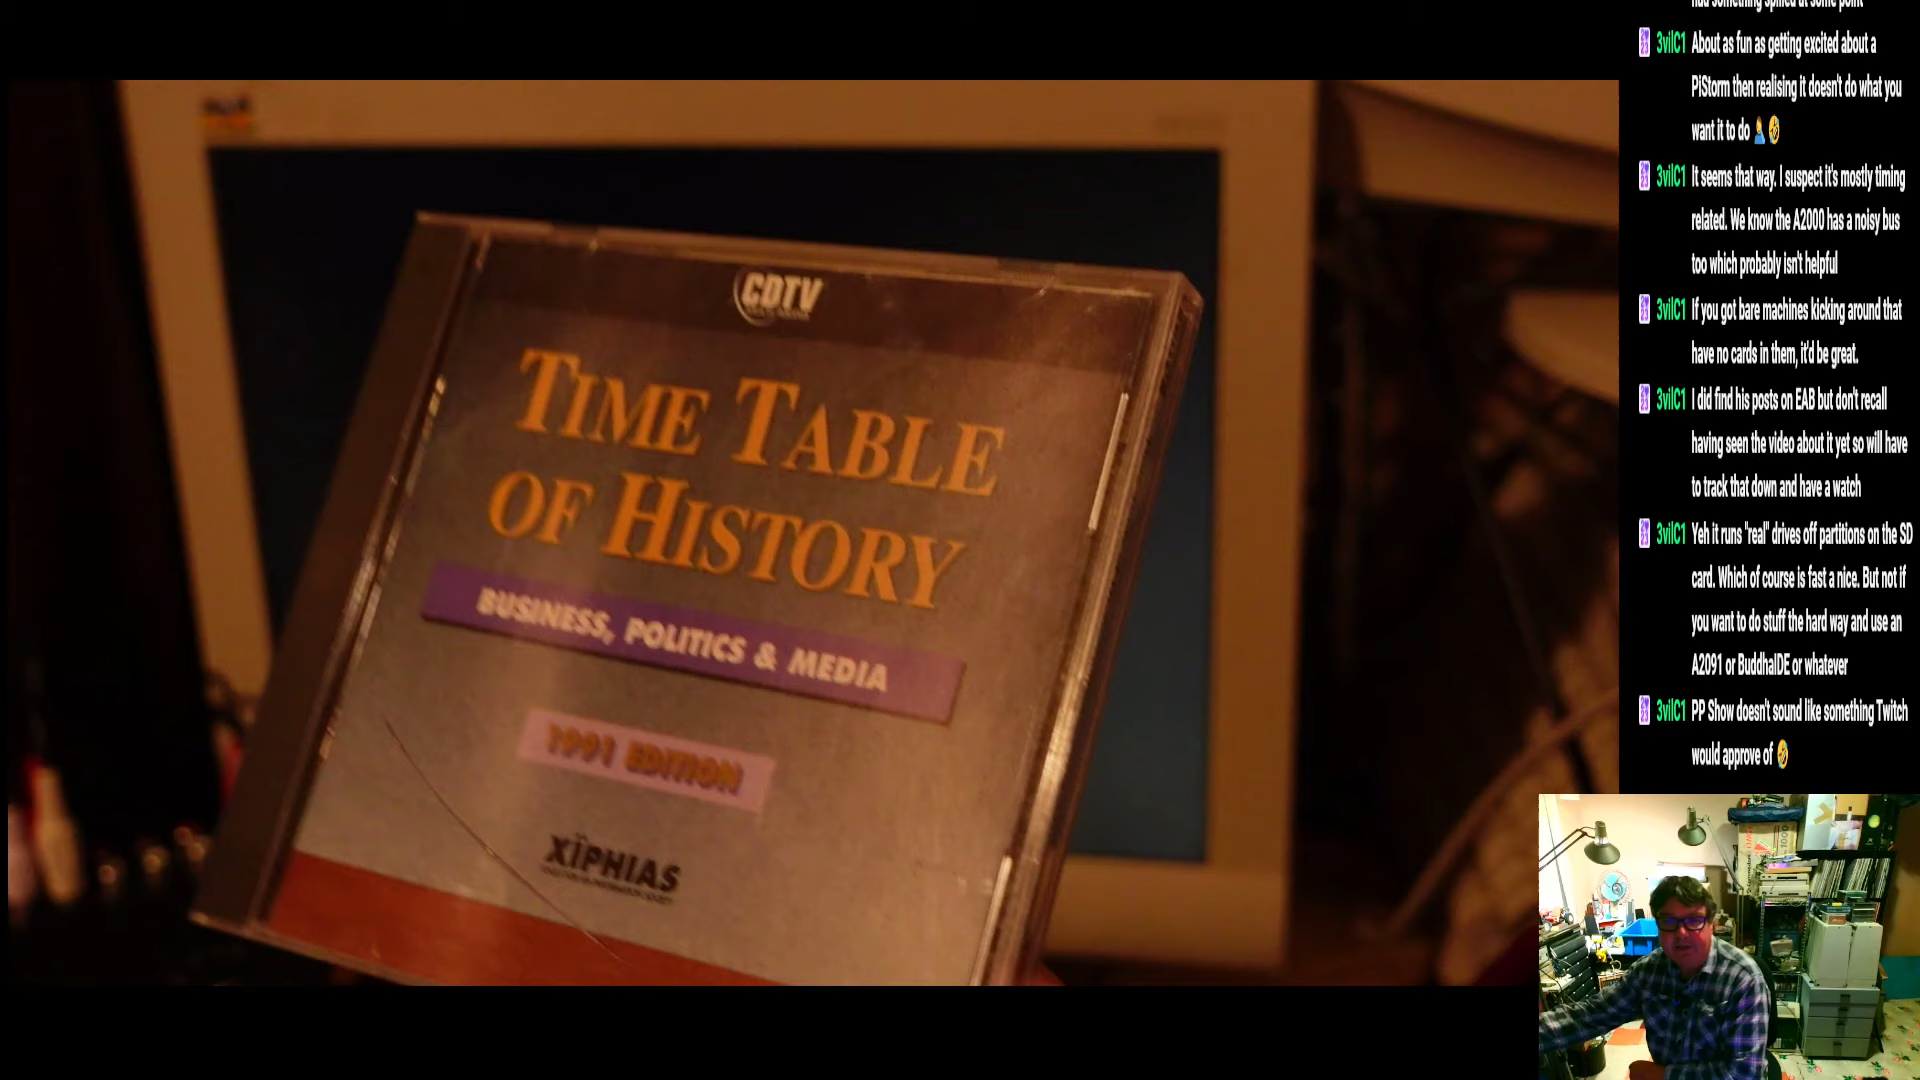 CDTV
TIME TABLE
OF HISTORY
BUSINESS, POLITICS & MEDIA
1991 EDITION
XIPHIAS
had something spilled at some point
3vilC1 About as fun as getting excited about a
PiStorm then realising it doesn't do what you
want it to do 🤦‍♂️🤣
3vilC1 It seems that way. I suspect it's mostly timing
related. We know the A2000 has a noisy bus
too which probably isn't helpful
3vilC1 If you got bare machines kicking around that
have no cards in them, it'd be great.
3vilC1 I did find his posts on EAB but don't recall
having seen the video about it yet so will have
to track that down and have a watch
3vilC1 Yeh it runs "real" drives off partitions on the SD
card. Which of course is fast a nice. But not if
you want to do stuff the hard way and use an
A2091 or BuddhaIDE or whatever
3vilC1 PP Show doesn't sound like something Twitch
would approve of 🤣